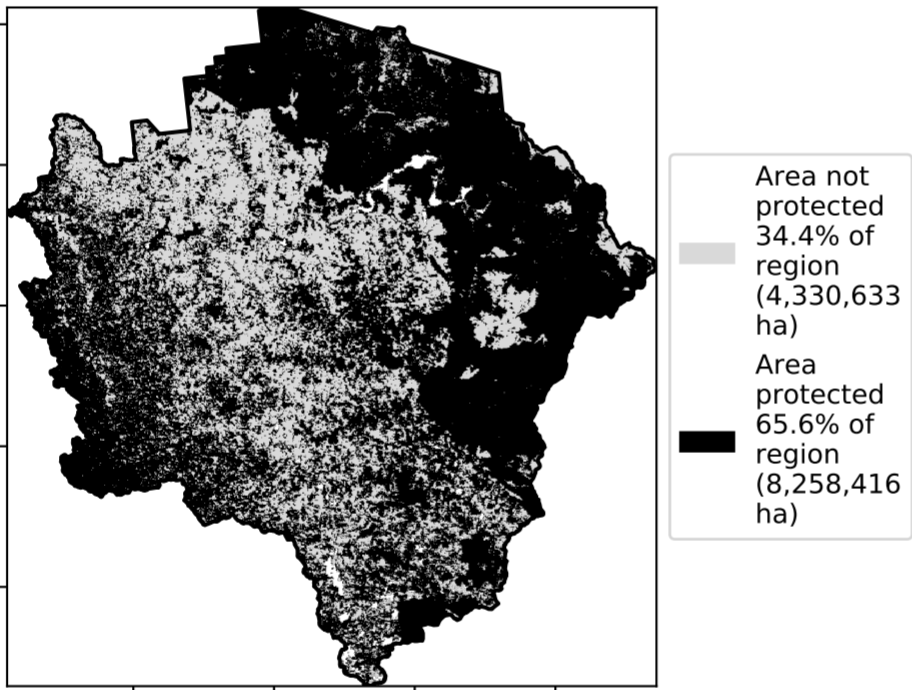 Area not
protected
34.4% of
region
(4,330,633
ha)
Area
protected
65.6% of
region
(8,258,416
ha)